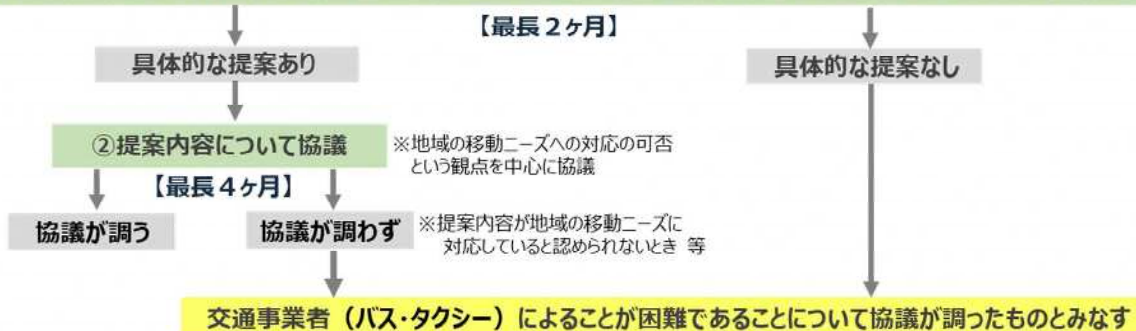 【最長２ヶ月】
具体的な提案あり
具体的な提案なし
②提案内容について協議
※地域の移動ニーズへの対応の可否
という観点を中心に協議
【最長４ヶ月】
協議が調う
協議が調わず
※提案内容が地域の移動ニーズに
対応していると認められないとき 等
交通事業者（バス・タクシー）によることが困難であることについて協議が調ったものとみなす